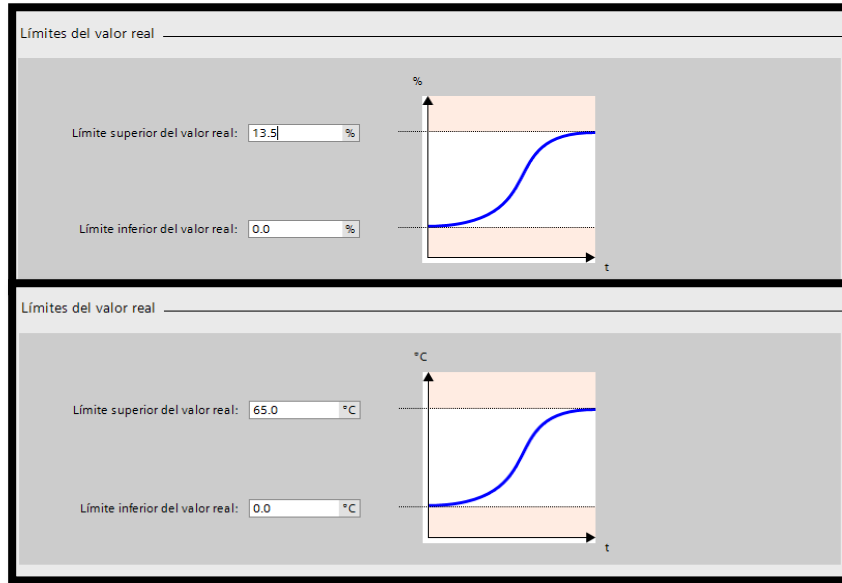 Límites del valor real
%
Límite superior del valor real: 13.5 %
Límite inferior del valor real: 0.0 %
t
Límites del valor real
°C
Límite superior del valor real: 65.0 °C
Límite inferior del valor real: 0.0 °C
t